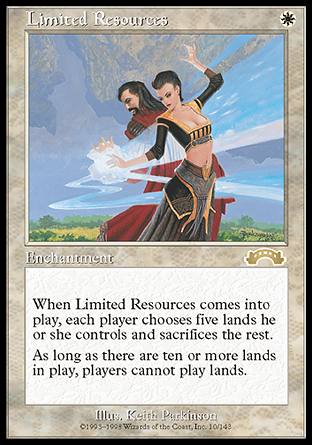 Limited Resources
Enchantment
When Limited Resources comes into
play, each player chooses five lands he
or she controls and sacrifices the rest.
As long as there are ten or more lands
in play, players cannot play lands.
Illus. Keith Parkinson
©1993-1998 Wizards of the Coast, Inc. 10/143